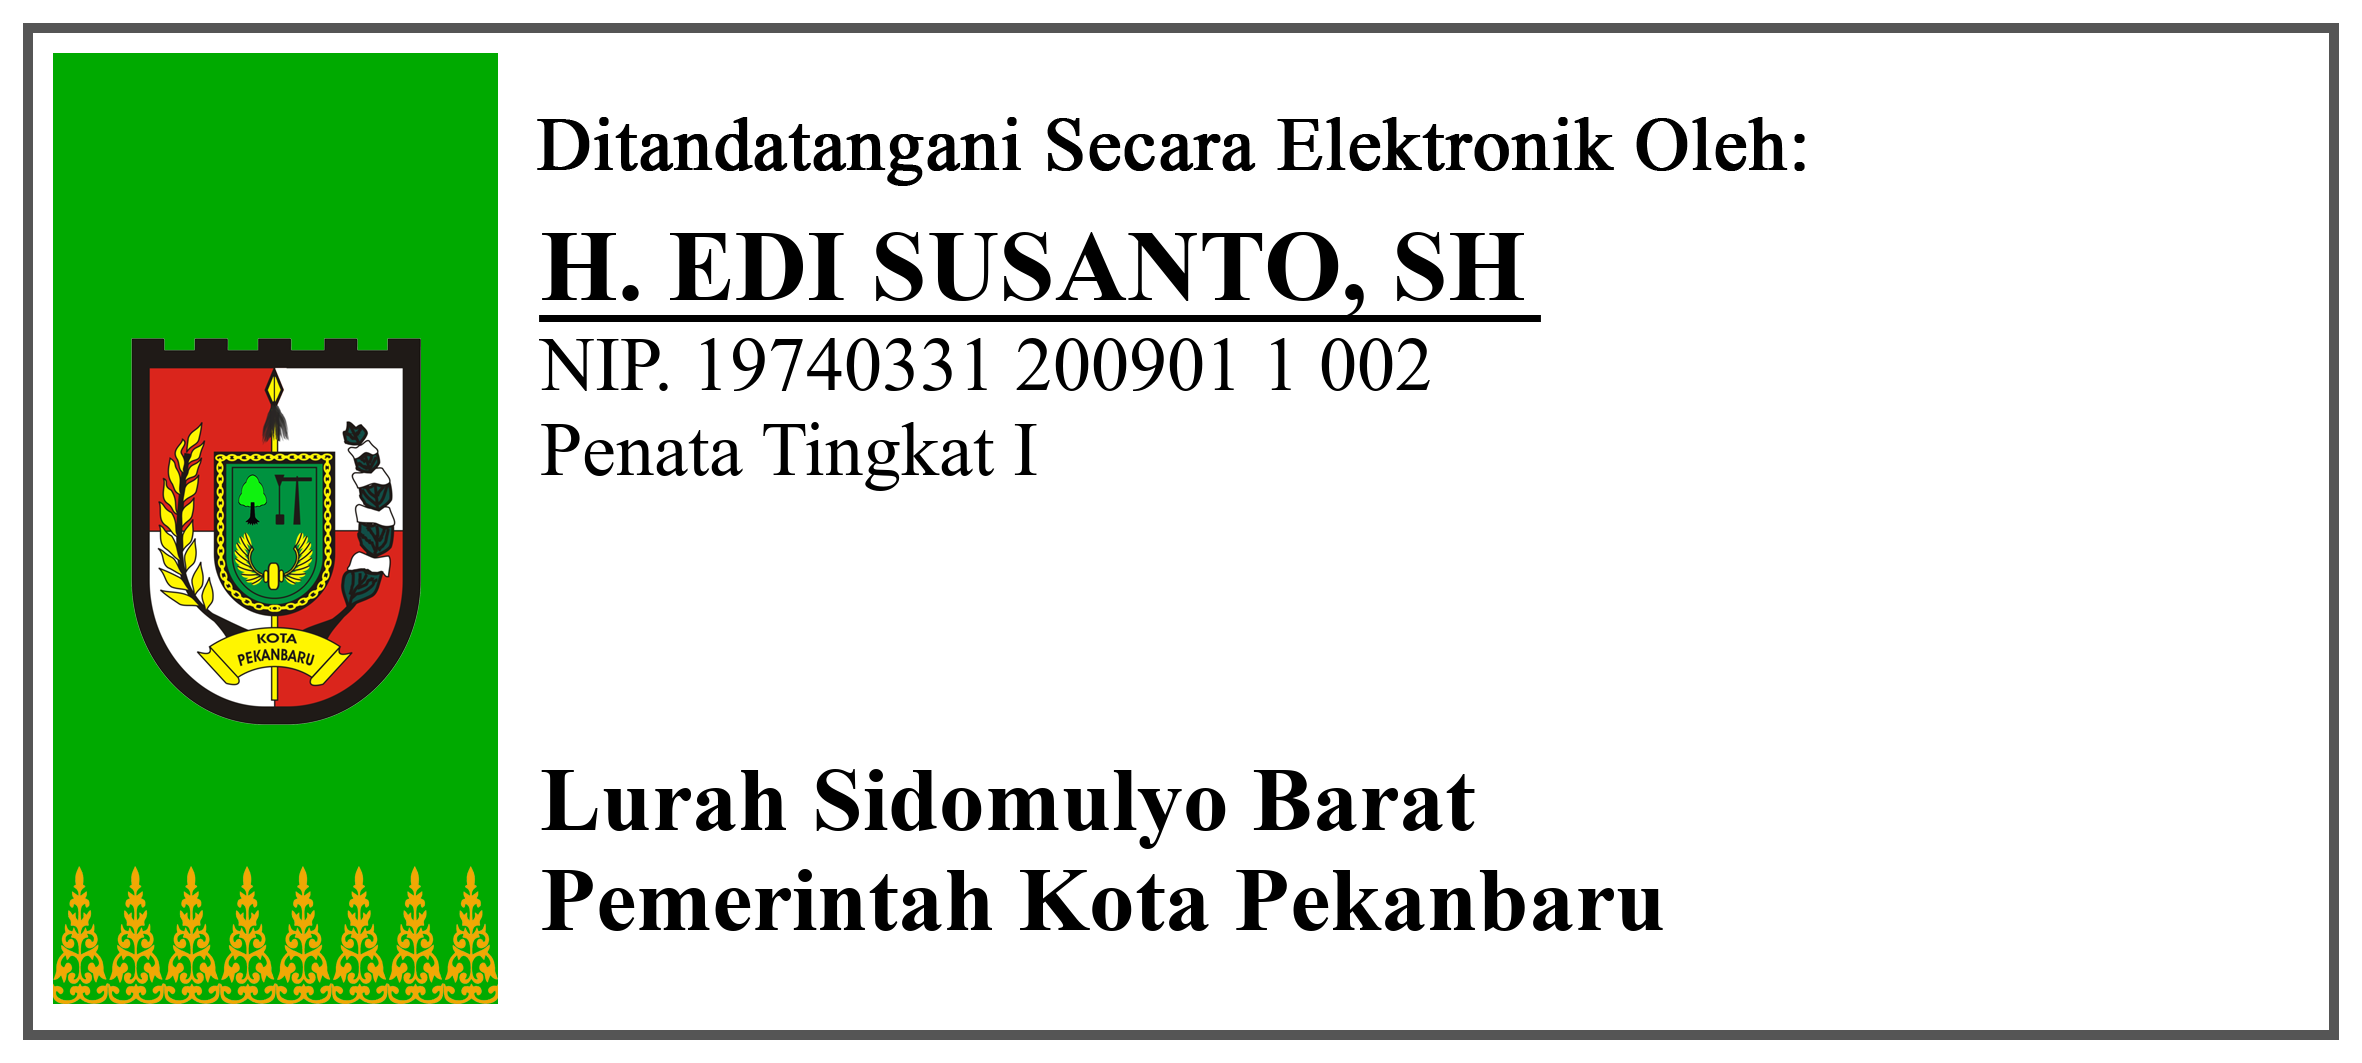 Ditandatangani Secara Elektronik Oleh:
H. EDI SUSANTO, SH
NIP. 19740331 200901 1 002
Penata Tingkat I
KOTA
PEKANBARU
Lurah Sidomulyo Barat
Pemerintah Kota Pekanbaru